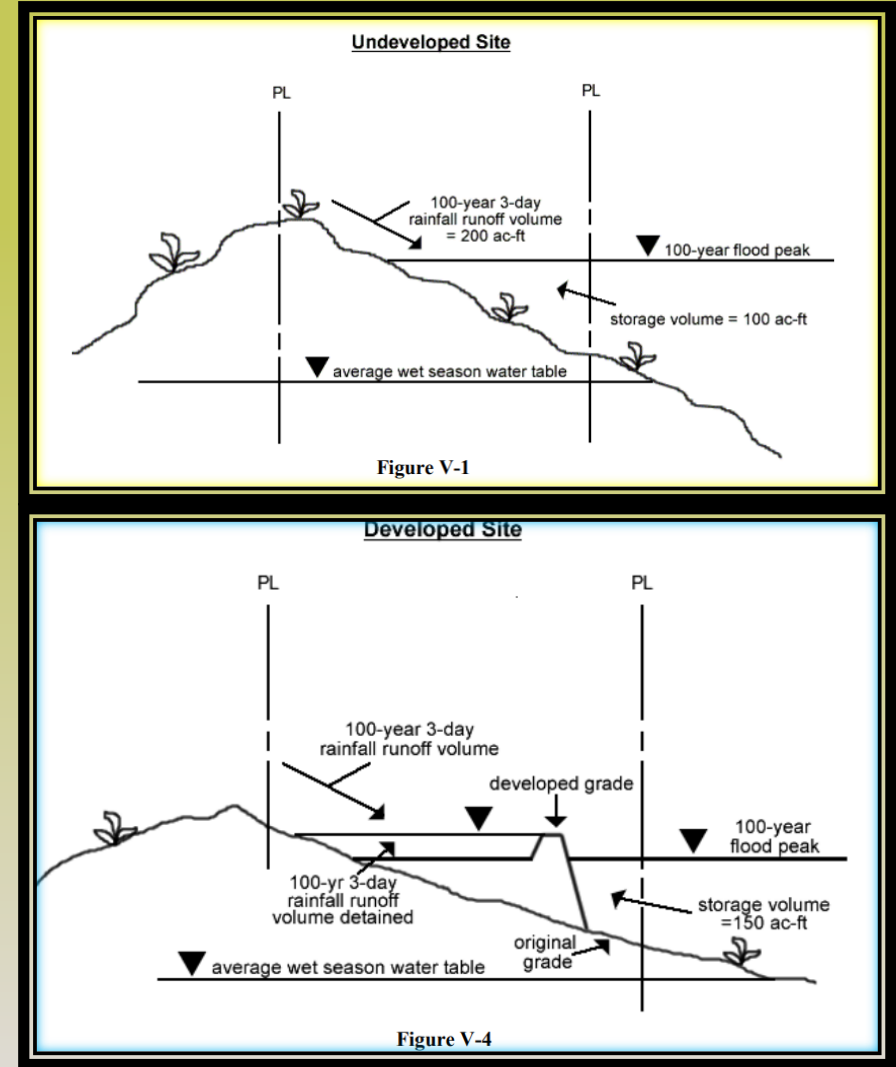 Undeveloped Site
PL
PL
100-year 3-day
rainfall runoff volume
= 200 ac-ft
100-year flood peak
storage volume = 100 ac-ft
average wet season water table
Figure V-1
Developed Site
PL
PL
100-year 3-day
rainfall runoff volume
developed grade
100-year
flood peak
100-yr 3-day
rainfall runoff
volume detained
storage volume
=150 ac-ft
original
grade
average wet season water table
Figure V-4